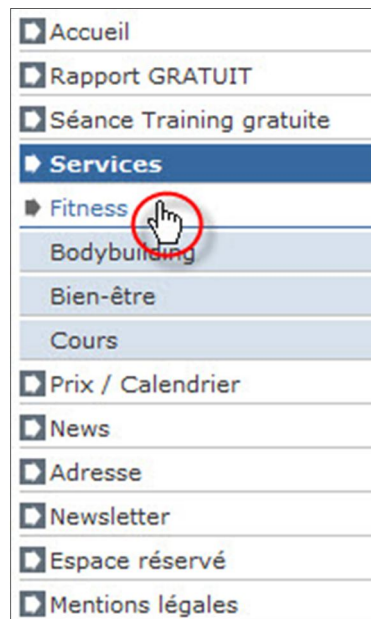 Accueil
Rapport GRATUIT
Séance Training gratuite
Services
Fitness
Bodybuilding
Bien-être
Cours
Prix / Calendrier
News
Adresse
Newsletter
Espace réservé
Mentions légales